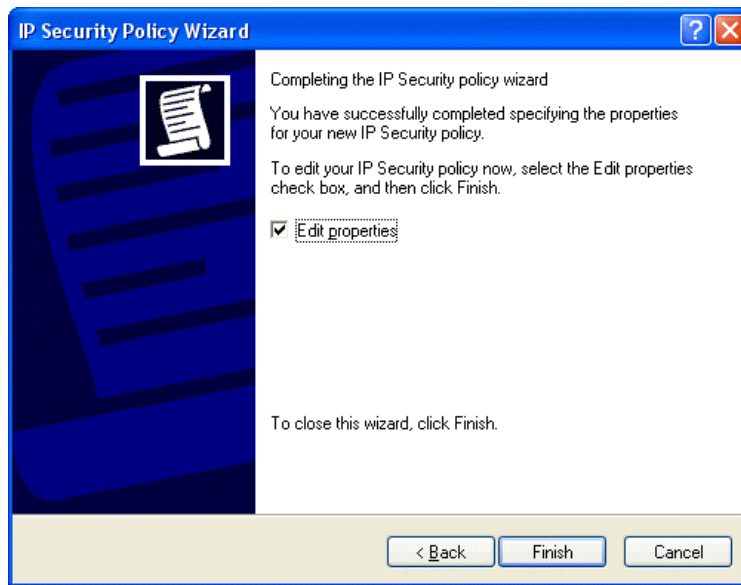 IP Security Policy Wizard
Completing the IP Security policy wizard
You have successfully completed specifying the properties
for your new IP Security policy.
To edit your IP Security policy now, select the Edit properties
check box, and then click Finish.
Edit properties
To close this wizard, click Finish.
< Back
Finish
Cancel